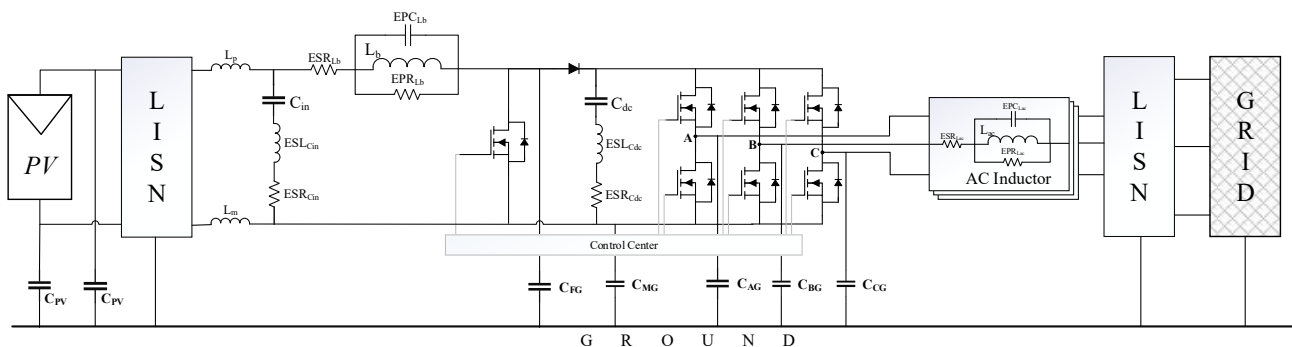 EPC_Lb
L_p
ESR_Lb
L_b
EPR_Lb
PV
L
I
S
N
C_in
ESL_Cin
ESR_Cin
L_m
C_dc
ESL_Cdc
ESR_Cdc
A
B
C
EPC_Lac
ESR_Lac
L_ac
EPR_Lac
AC Inductor
L
I
S
N
G
R
I
D
Control Center
C_PV
C_PV
C_FG
C_MG
C_AG
C_BG
C_CG
G R O U N D